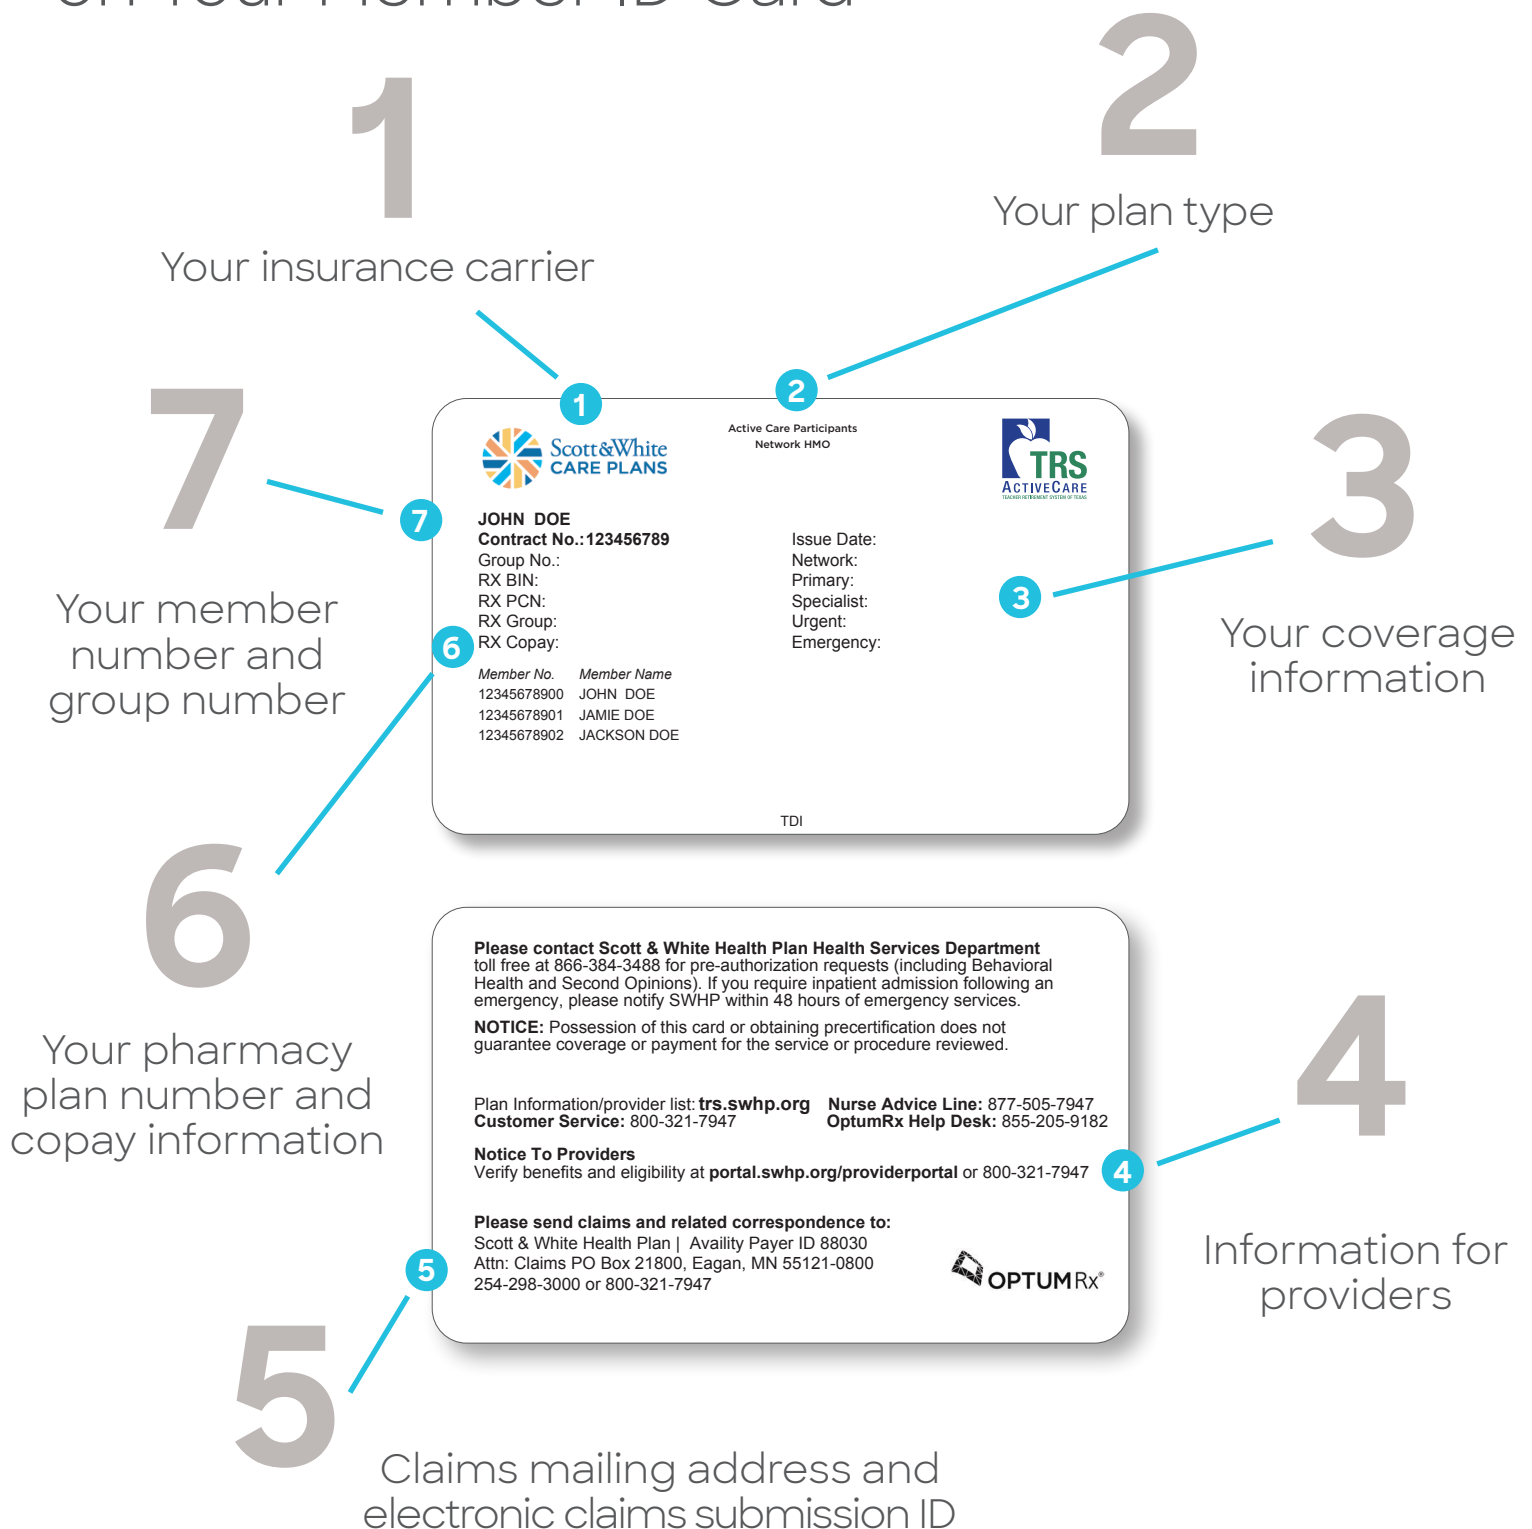 on Your Member ID Card
1
Your insurance carrier
2
Your plan type
7
Your member
number and
group number
3
Your coverage
information
6
Your pharmacy
plan number and
copay information
4
Information for
providers
5
Claims mailing address and
electronic claims submission ID
1
2
Scott&White
CARE PLANS
Active Care Participants
Network HMO
TRS
ACTIVECARE
TEACHER RETIREMENT SYSTEM OF TEXAS
7
JOHN DOE
Contract No.:123456789
Group No.:
RX BIN:
RX PCN:
RX Group:
RX Copay:
6
Issue Date:
Network:
Primary:
Specialist:
Urgent:
Emergency:
3
Member No. Member Name
12345678900 JOHN DOE
12345678901 JAMIE DOE
12345678902 JACKSON DOE
TDI
Please contact Scott & White Health Plan Health Services Department
toll free at 866-384-3488 for pre-authorization requests (including Behavioral
Health and Second Opinions). If you require inpatient admission following an
emergency, please notify SWHP within 48 hours of emergency services.
NOTICE: Possession of this card or obtaining precertification does not
guarantee coverage or payment for the service or procedure reviewed.
Plan Information/provider list: trs.swhp.org Nurse Advice Line: 877-505-7947
Customer Service: 800-321-7947 OptumRx Help Desk: 855-205-9182
Notice To Providers
Verify benefits and eligibility at portal.swhp.org/providerportal or 800-321-7947
4
Please send claims and related correspondence to:
Scott & White Health Plan | Availity Payer ID 88030
Attn: Claims PO Box 21800, Eagan, MN 55121-0800
254-298-3000 or 800-321-7947
5
OPTUMRx®